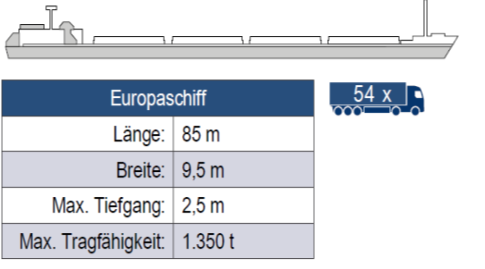 Europaschiff
54 x
Länge: 85 m
Breite: 9,5 m
Max. Tiefgang: 2,5 m
Max. Tragfähigkeit: 1.350 t